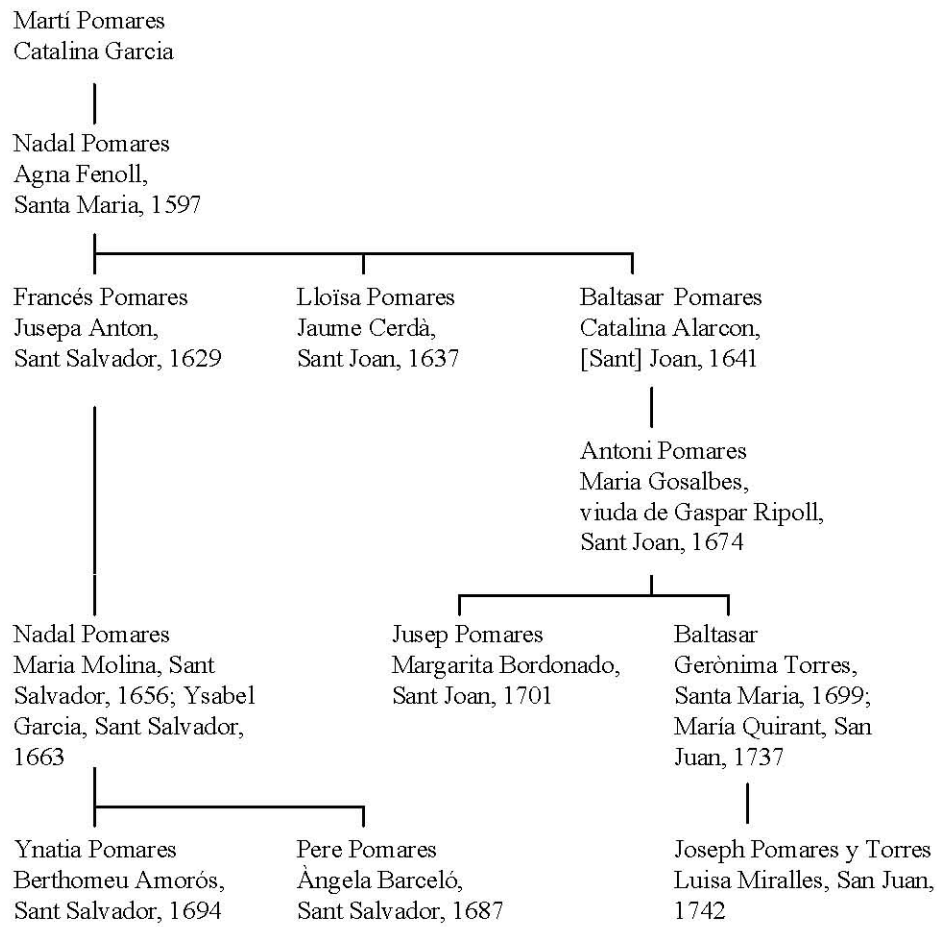 Martí Pomares
Catalina Garcia
Nadal Pomares
Agna Fenoll,
Santa Maria, 1597
Francés Pomares
Jusepa Anton,
Sant Salvador, 1629
Lloïsa Pomares
Jaume Cerdà,
Sant Joan, 1637
Baltasar Pomares
Catalina Alarcon,
[Sant] Joan, 1641
Antoni Pomares
Maria Gosalbes,
viuda de Gaspar Ripoll,
Sant Joan, 1674
Nadal Pomares
Maria Molina, Sant
Salvador, 1656; Ysabel
Garcia, Sant Salvador,
1663
Jusep Pomares
Margarita Bordonado,
Sant Joan, 1701
Baltasar
Gerònima Torres,
Santa Maria, 1699;
María Quirant, San
Juan, 1737
Ynatia Pomares
Berthomeu Amorós,
Sant Salvador, 1694
Pere Pomares
Àngela Barceló,
Sant Salvador, 1687
Joseph Pomares y Torres
Luisa Miralles, San Juan,
1742